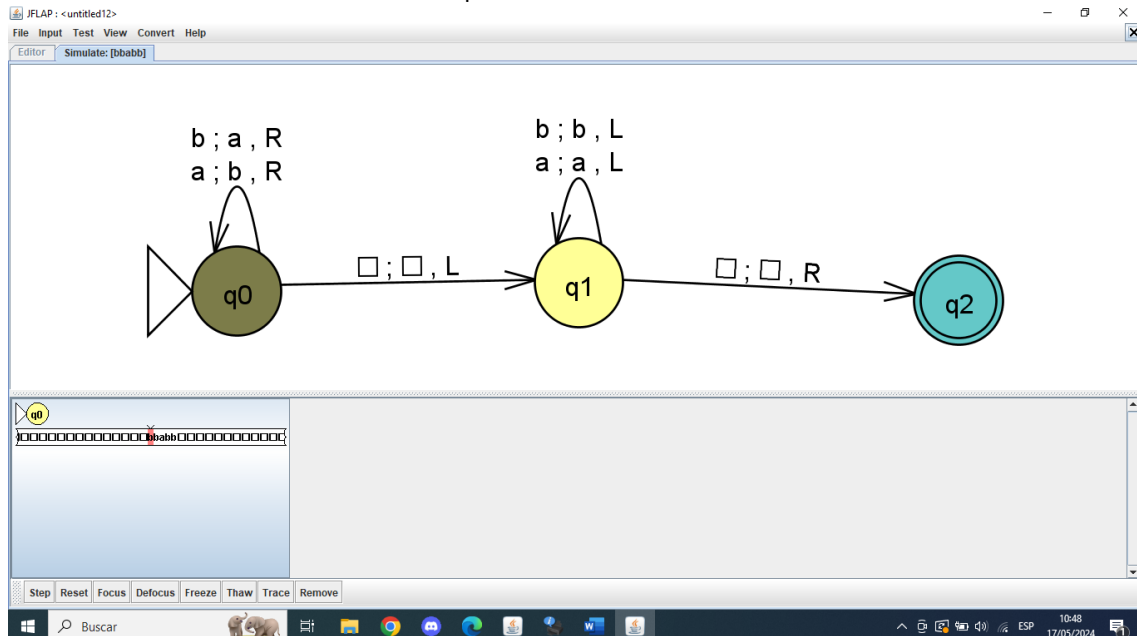 JFLAP : <untitled12>
File Input Test View Convert Help
Editor Simulate: [bbabb]
b ; a , R
a ; b , R
b ; b , L
a ; a , L
□ ; □ , L
□ ; □ , R
q0
q1
q2
q0
□□□□□□□□□□□□□□bbabb□□□□□□□□□□□□
Step Reset Focus Defocus Freeze Thaw Trace Remove
Buscar
ESP
10:48
17/05/2024